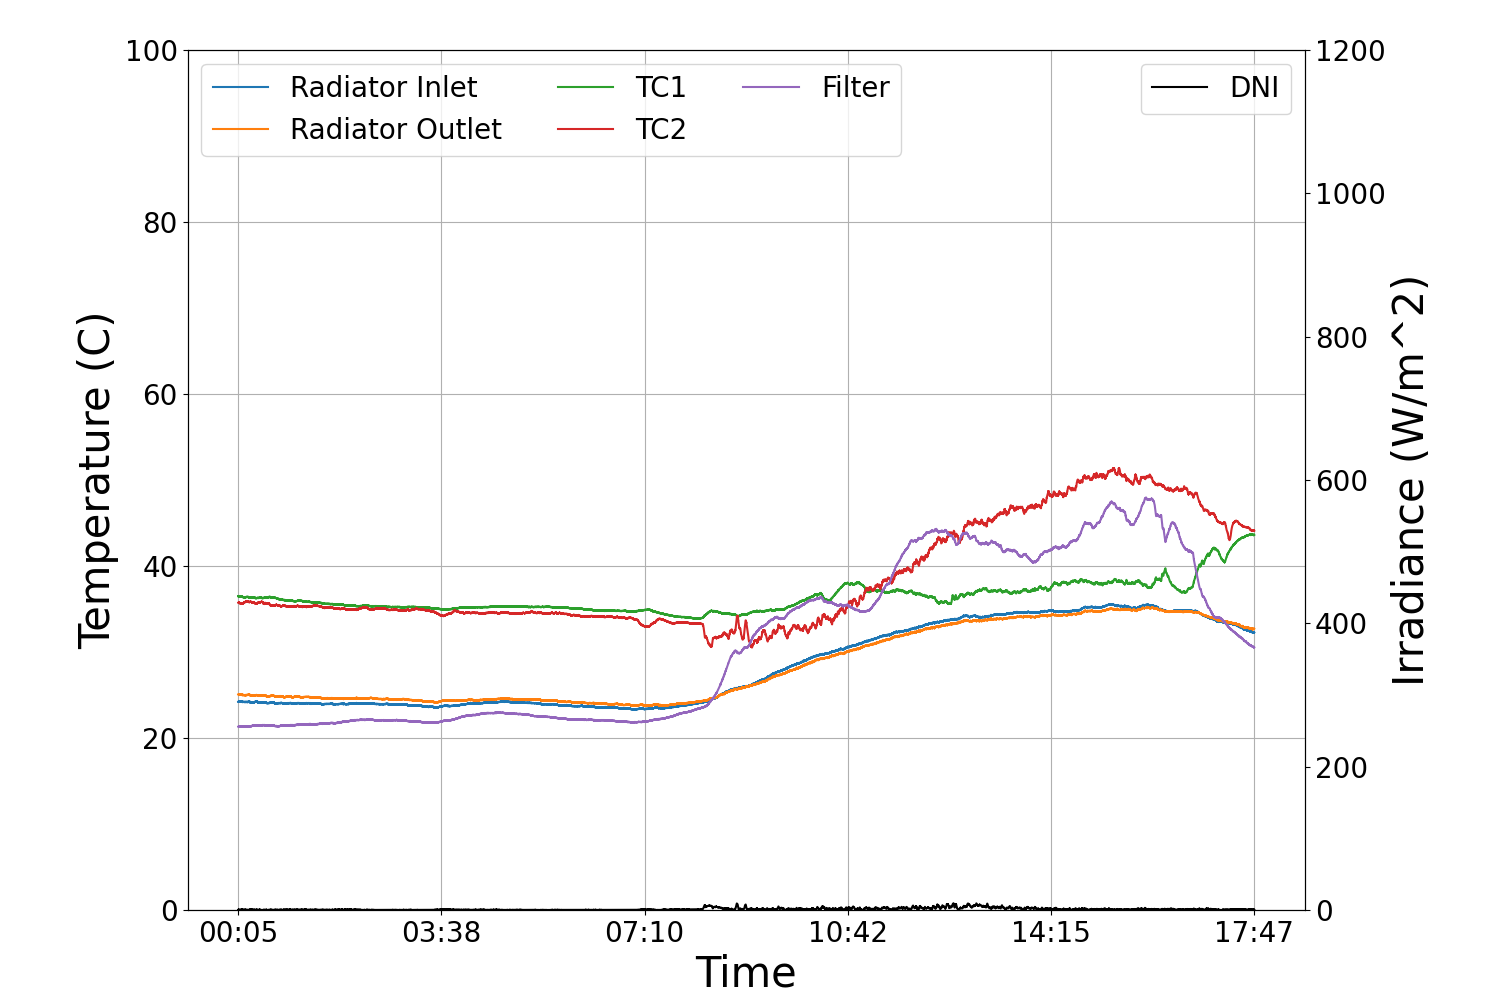 Radiator Inlet
Radiator Outlet
TC1
TC2
Filter
DNI
Temperature (C)
100
80
60
40
20
0
1200
1000
800
600
400
200
0
Irradiance (W/m^2)
00:05 03:38 07:10 10:42 14:15 17:47
Time